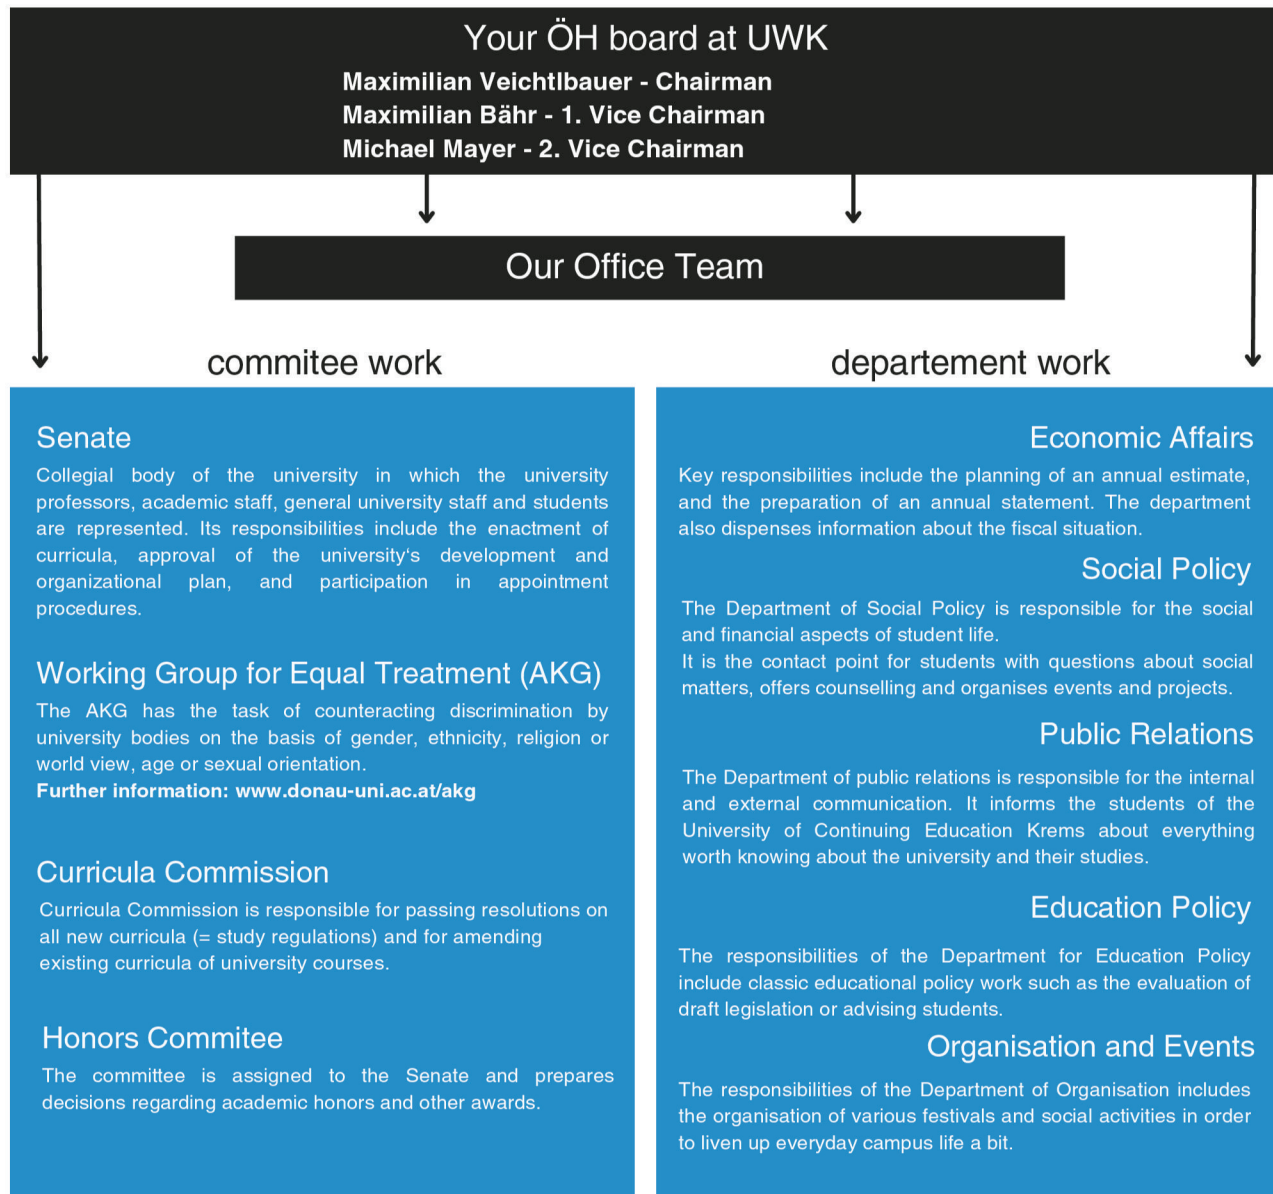 Your ÖH board at UWK
Maximilian Veichtlbauer - Chairman
Maximilian Bähr - 1. Vice Chairman
Michael Mayer - 2. Vice Chairman
Our Office Team
commitee work
Senate
Collegial body of the university in which the university
professors, academic staff, general university staff and students
are represented. Its responsibilities include the enactment of
curricula, approval of the university‘s development and
organizational plan, and participation in appointment
procedures.
Working Group for Equal Treatment (AKG)
The AKG has the task of counteracting discrimination by
university bodies on the basis of gender, ethnicity, religion or
world view, age or sexual orientation.
Further information: www.donau-uni.ac.at/akg
Curricula Commission
Curricula Commission is responsible for passing resolutions on
all new curricula (= study regulations) and for amending
existing curricula of university courses.
Honors Commitee
The committee is assigned to the Senate and prepares
decisions regarding academic honors and other awards.
departement work
Economic Affairs
Key responsibilities include the planning of an annual estimate,
and the preparation of an annual statement. The department
also dispenses information about the fiscal situation.
Social Policy
The Department of Social Policy is responsible for the social
and financial aspects of student life.
It is the contact point for students with questions about social
matters, offers counselling and organises events and projects.
Public Relations
The Department of public relations is responsible for the internal
and external communication. It informs the students of the
University of Continuing Education Krems about everything
worth knowing about the university and their studies.
Education Policy
The responsibilities of the Department for Education Policy
include classic educational policy work such as the evaluation of
draft legislation or advising students.
Organisation and Events
The responsibilities of the Department of Organisation includes
the organisation of various festivals and social activities in order
to liven up everyday campus life a bit.